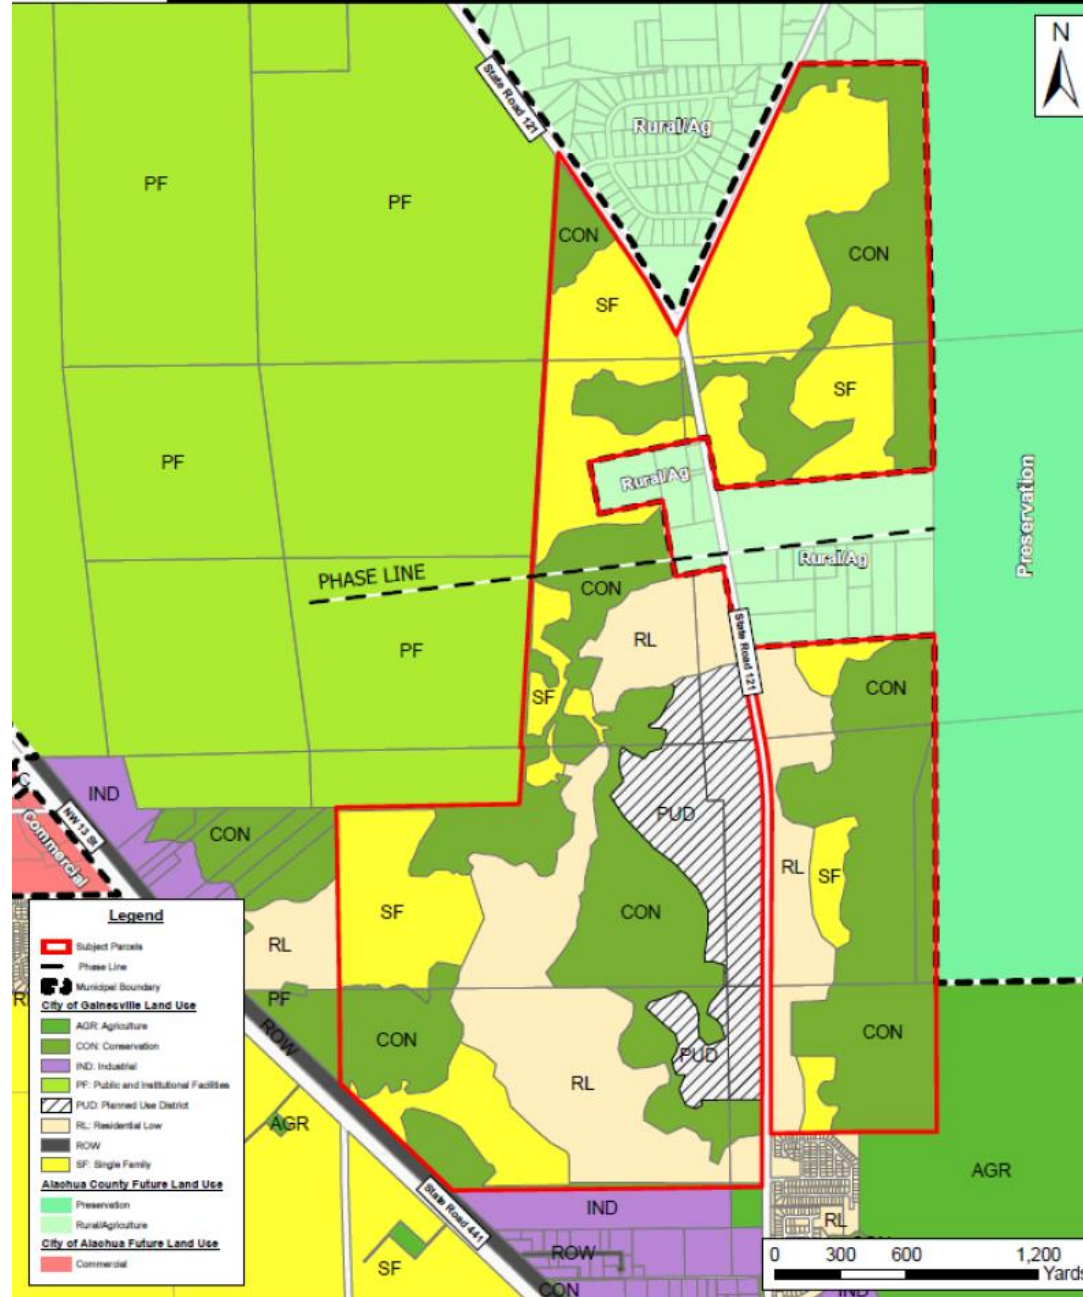 N
State Road 121
Rural/Ag
PF
PF
CON
CON
SF
SF
PF
Rural/Ag
Preservation
Rural/Ag
PHASE LINE
CON
RL
State Road 121
PF
SF
CON
PUD
IND
C
NW 13 St
CON
Commercial
RL
SF
SF
CON
RL
PF
ROW
CON
CON
PUD
RL
AGR
AGR
State Road 441
IND
RL
ROW
SF
CON
IND
Legend
Subject Parcels
Phase Line
Municipal Boundary
City of Gainesville Land Use
AGR: Agriculture
CON: Conservation
IND: Industrial
PF: Public and Institutional Facilities
PUD: Planned Use District
RL: Residential Low
ROW
SF: Single Family
Alachua County Future Land Use
Preservation
Rural/Agriculture
City of Alachua Future Land Use
Commercial
0 300 600 1,200
Yards